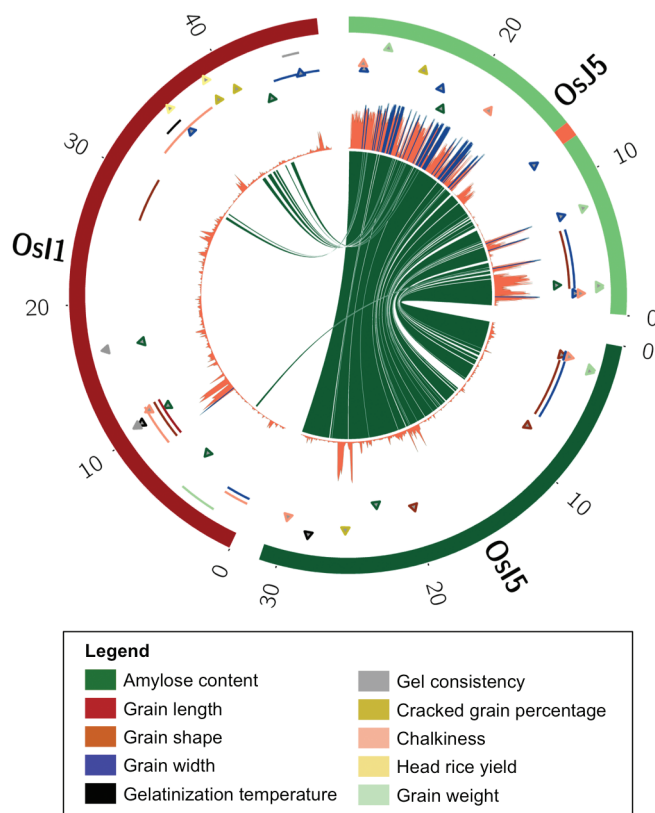 40
20
OsJ5
10
30
OsI1
20
0
0
10
10
OsI5
0
30
20
Legend
Amylose content
Grain length
Grain shape
Grain width
Gelatinization temperature
Gel consistency
Cracked grain percentage
Chalkiness
Head rice yield
Grain weight